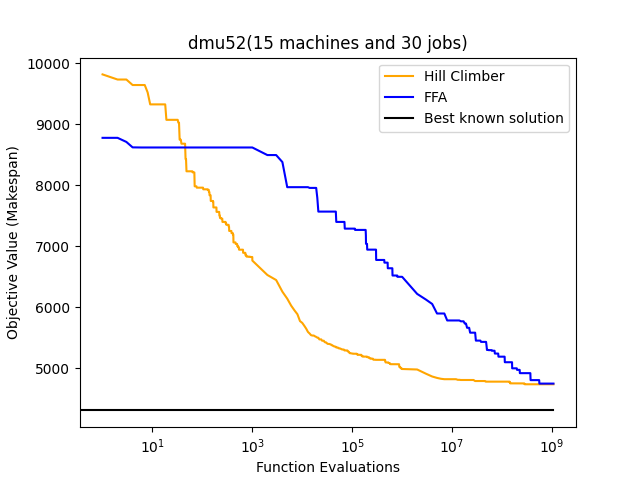 dmu52(15 machines and 30 jobs)
Hill Climber
FFA
Best known solution
Objective Value (Makespan)
10000
9000
8000
7000
6000
5000
10^1 10^3 10^5 10^7 10^9
Function Evaluations